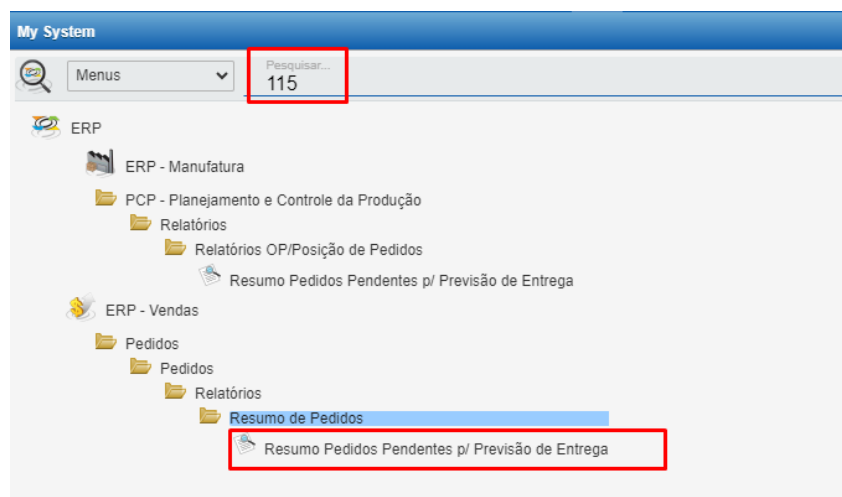 My System
Menus
Pesquisar...
115
ERP
ERP - Manufatura
PCP - Planejamento e Controle da Produção
Relatórios
Relatórios OP/Posição de Pedidos
Resumo Pedidos Pendentes p/ Previsão de Entrega
ERP - Vendas
Pedidos
Pedidos
Relatórios
Resumo de Pedidos
Resumo Pedidos Pendentes p/ Previsão de Entrega